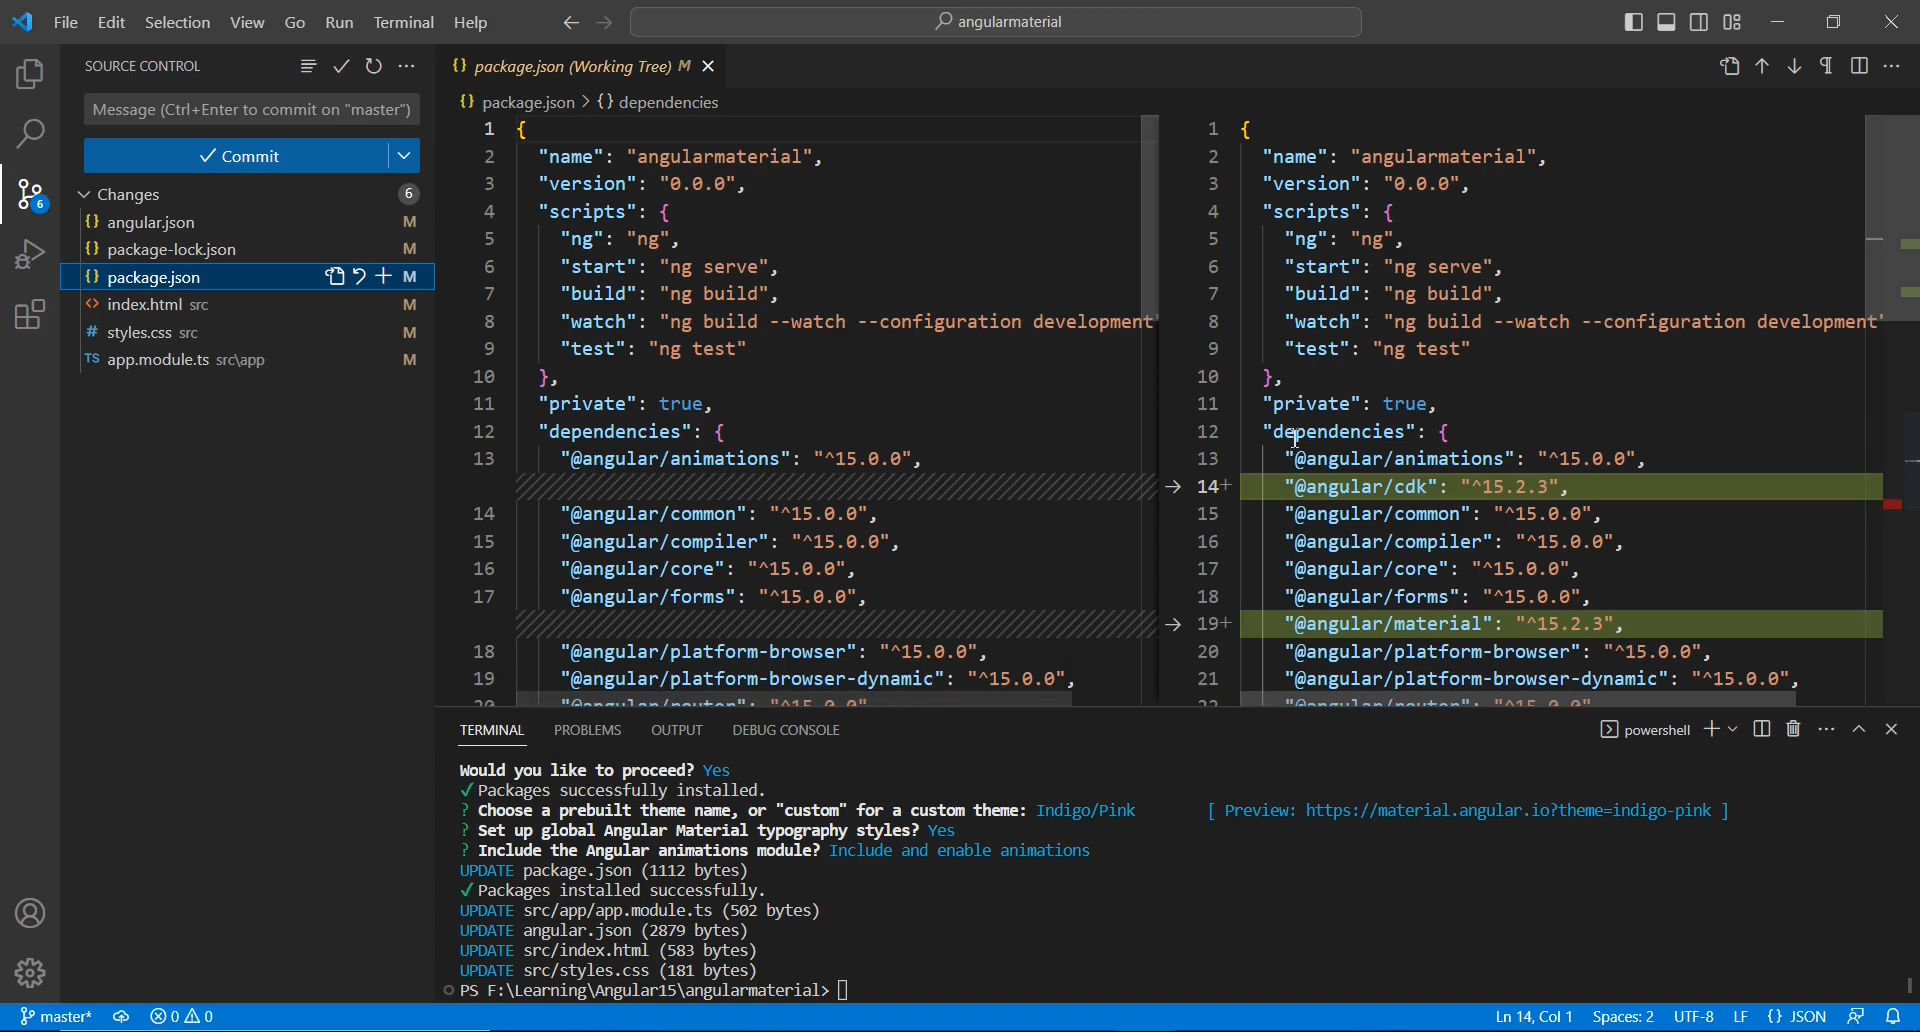 File Edit Selection View Go Run Terminal Help
angularmaterial
SOURCE CONTROL
Message (Ctrl+Enter to commit on "master")
Commit
Changes 6
angular.json M
package-lock.json M
package.json M
index.html src M
styles.css src M
app.module.ts src\app M
6
package.json (Working Tree) M
package.json > {} dependencies
1 {
2 "name": "angularmaterial",
3 "version": "0.0.0",
4 "scripts": {
5 "ng": "ng",
6 "start": "ng serve",
7 "build": "ng build",
8 "watch": "ng build --watch --configuration development"
9 "test": "ng test"
10 },
11 "private": true,
12 "dependencies": {
13 "@angular/animations": "^15.0.0",
14 "@angular/common": "^15.0.0",
15 "@angular/compiler": "^15.0.0",
16 "@angular/core": "^15.0.0",
17 "@angular/forms": "^15.0.0",
18 "@angular/platform-browser": "^15.0.0",
19 "@angular/platform-browser-dynamic": "^15.0.0",
20 "@angular/router": "^15.0.0"
1 {
2 "name": "angularmaterial",
3 "version": "0.0.0",
4 "scripts": {
5 "ng": "ng",
6 "start": "ng serve",
7 "build": "ng build",
8 "watch": "ng build --watch --configuration development"
9 "test": "ng test"
10 },
11 "private": true,
12 "dependencies": {
13 "@angular/animations": "^15.0.0",
14+ "@angular/cdk": "^15.2.3",
15 "@angular/common": "^15.0.0",
16 "@angular/compiler": "^15.0.0",
17 "@angular/core": "^15.0.0",
18 "@angular/forms": "^15.0.0",
19+ "@angular/material": "^15.2.3",
20 "@angular/platform-browser": "^15.0.0",
21 "@angular/platform-browser-dynamic": "^15.0.0",
22 "@angular/router": "^15.0.0"
TERMINAL PROBLEMS OUTPUT DEBUG CONSOLE
powershell
Would you like to proceed? Yes
✓ Packages successfully installed.
? Choose a prebuilt theme name, or "custom" for a custom theme: Indigo/Pink [ Preview: https://material.angular.io?theme=indigo-pink ]
? Set up global Angular Material typography styles? Yes
? Include the Angular animations module? Include and enable animations
UPDATE package.json (1112 bytes)
✓ Packages installed successfully.
UPDATE src/app/app.module.ts (502 bytes)
UPDATE angular.json (2879 bytes)
UPDATE src/index.html (583 bytes)
UPDATE src/styles.css (181 bytes)
PS F:\Learning\Angular15\angularmaterial>
master* 0 0 Ln 14, Col 1 Spaces: 2 UTF-8 LF {} JSON